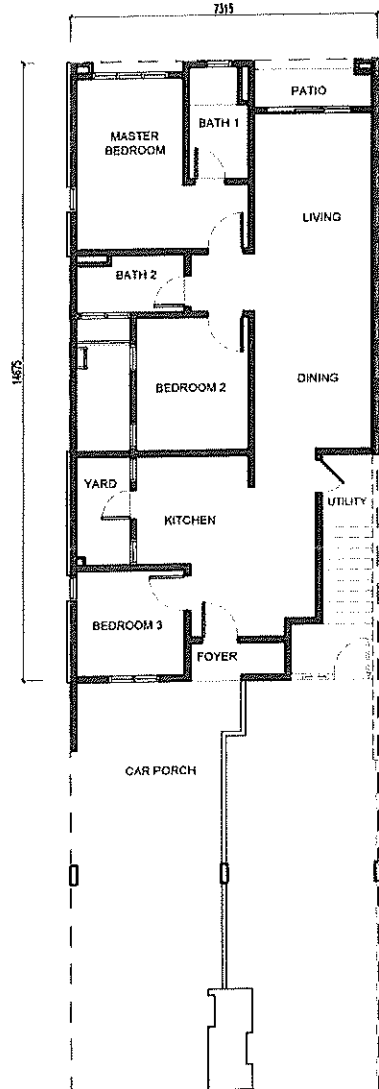 7315
PATIO
BATH 1
MASTER
BEDROOM
LIVING
BATH 2
14675
BEDROOM 2
DINING
YARD
KITCHEN
UTILITY
BEDROOM 3
FOYER
CAR PORCH